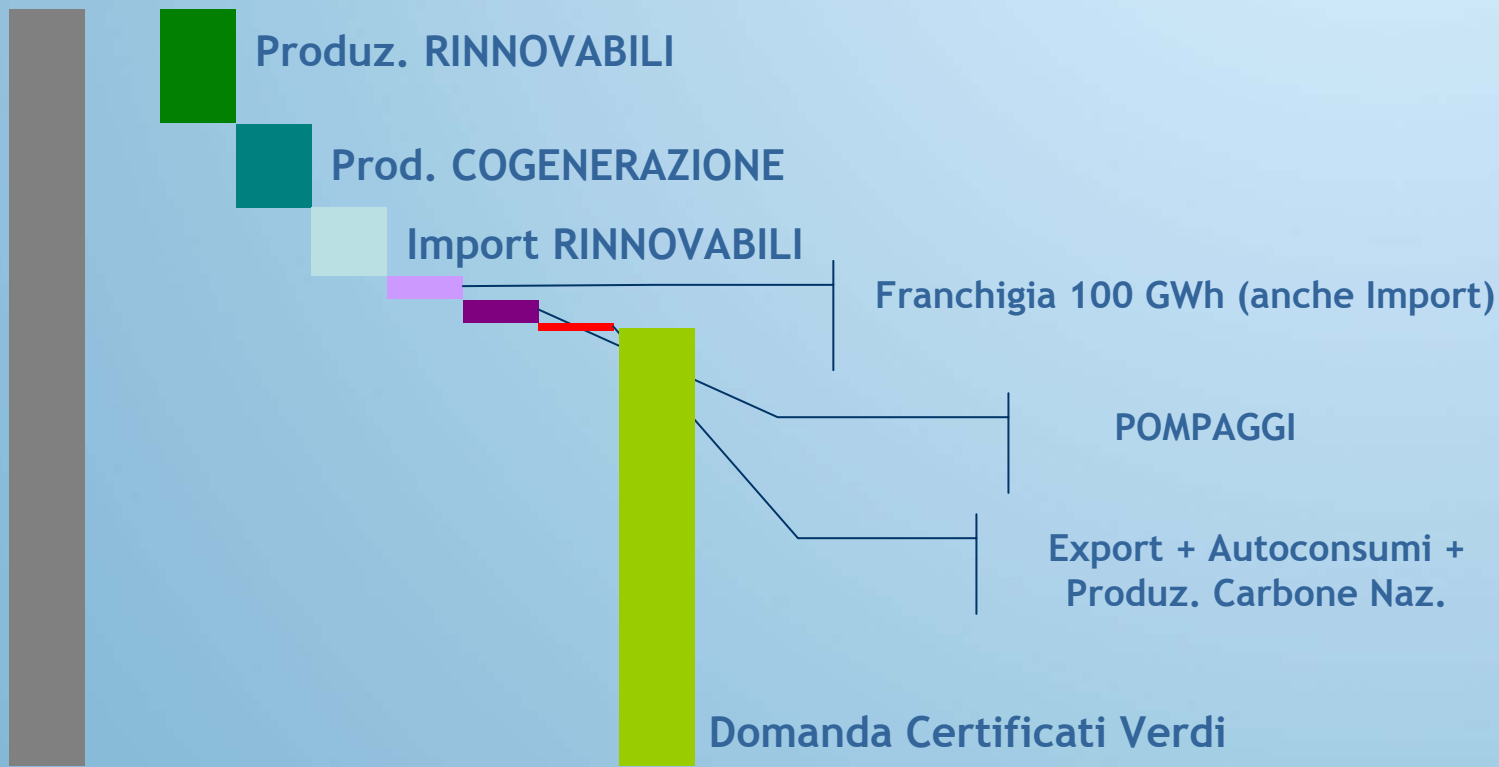 Produz. RINNOVABILI
Prod. COGENERAZIONE
Import RINNOVABILI
Franchigia 100 GWh (anche Import)
POMPAGGI
Export + Autoconsumi +
Produz. Carbone Naz.
Domanda Certificati Verdi